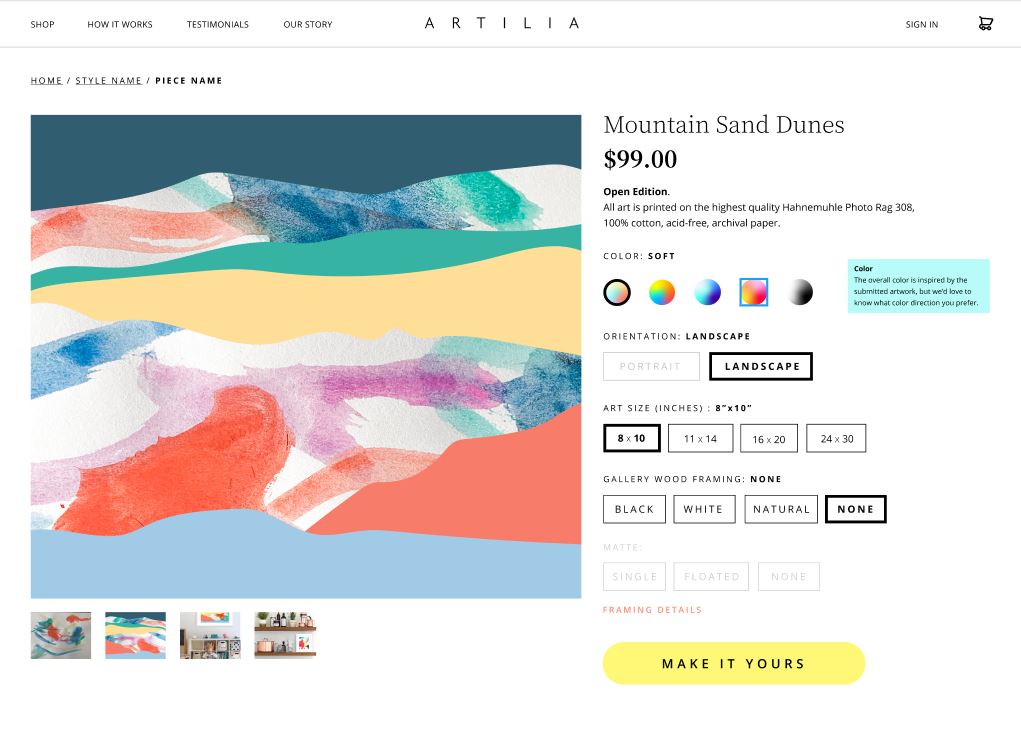 SHOP HOW IT WORKS TESTIMONIALS OUR STORY ARTILIA SIGN IN
HOME / STYLE NAME / PIECE NAME
Mountain Sand Dunes
$99.00
Open Edition.
All art is printed on the highest quality Hahnemuhle Photo Rag 308,
100% cotton, acid-free, archival paper.
COLOR: SOFT
Color
The overall color is inspired by the
submitted artwork, but we'd love to
know what color direction you prefer.
ORIENTATION: LANDSCAPE
PORTRAIT LANDSCAPE
ART SIZE (INCHES) : 8"x10"
8 x 10 11 x 14 16 x 20 24 x 30
GALLERY WOOD FRAMING: NONE
BLACK WHITE NATURAL NONE
MATTE:
SINGLE FLOATED NONE
FRAMING DETAILS
MAKE IT YOURS